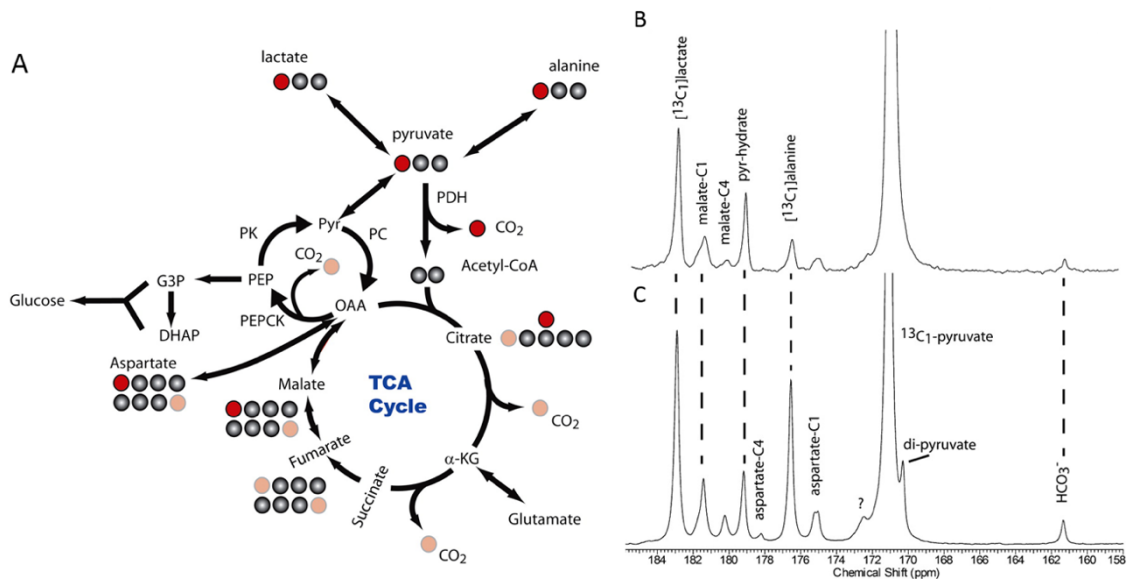 A
lactate
alanine
pyruvate
PDH
CO2
Pyr
PK
PC
CO2
Acetyl-CoA
G3P
PEP
Glucose
OAA
PEPCK
DHAP
Citrate
Aspartate
Malate
TCA
Cycle
CO2
Fumarate
α-KG
Succinate
Glutamate
CO2
B
[13C1]lactate
malate-C1
malate-C4
pyr-hydrate
[13C1]alanine
C
13C1-pyruvate
aspartate-C4
aspartate-C1
?
di-pyruvate
HCO3-
184 182 180 178 176 174 172 170 168 166 164 162 160 158
Chemical Shift (ppm)